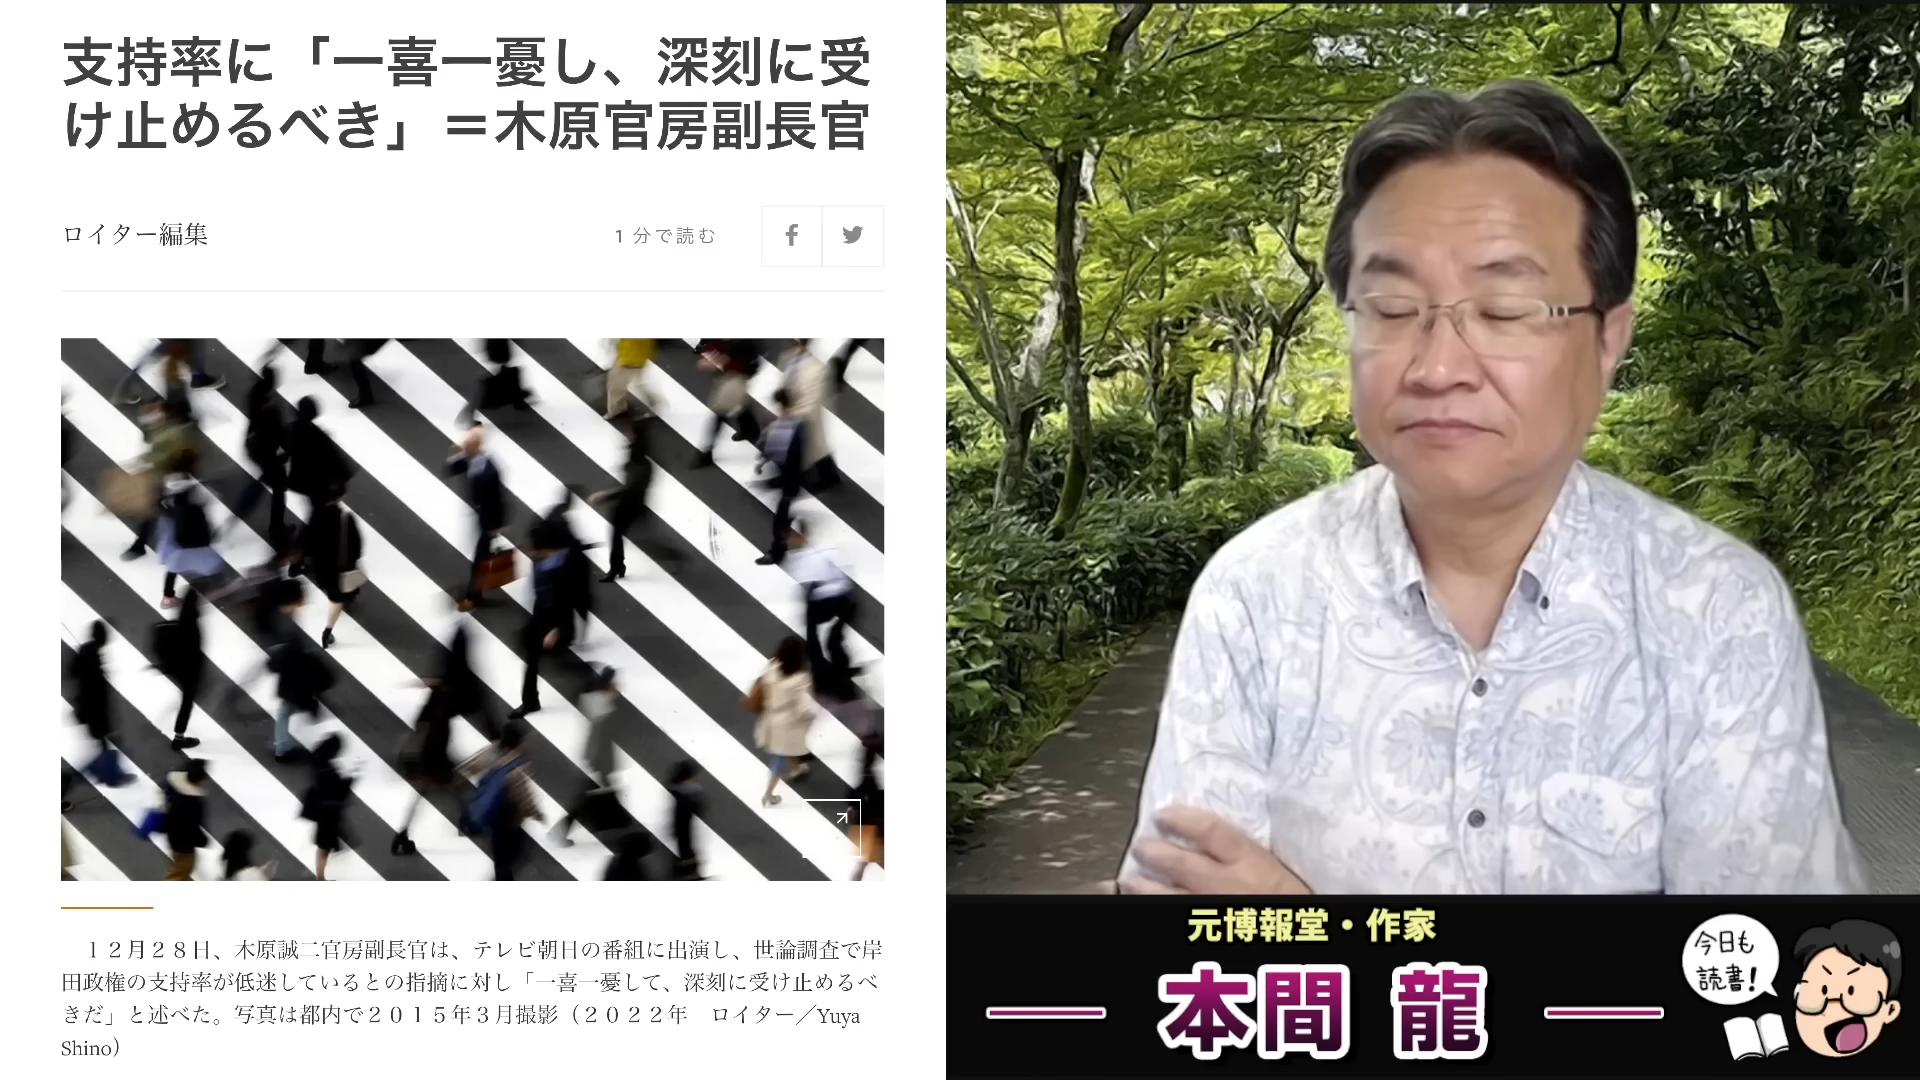 支持率に「一喜一憂し、深刻に受
け止めるべき」＝木原官房副長官
ロイター編集
1 分で読む
１２月２８日、木原誠二官房副長官は、テレビ朝日の番組に出演し、世論調査で岸
田政権の支持率が低迷しているとの指摘に対し「一喜一憂して、深刻に受け止めるべ
きだ」と述べた。写真は都内で２０１５年３月撮影（２０２２年　ロイター／Yuya
Shino）
元博報堂・作家
本間 龍
今日も
読書！